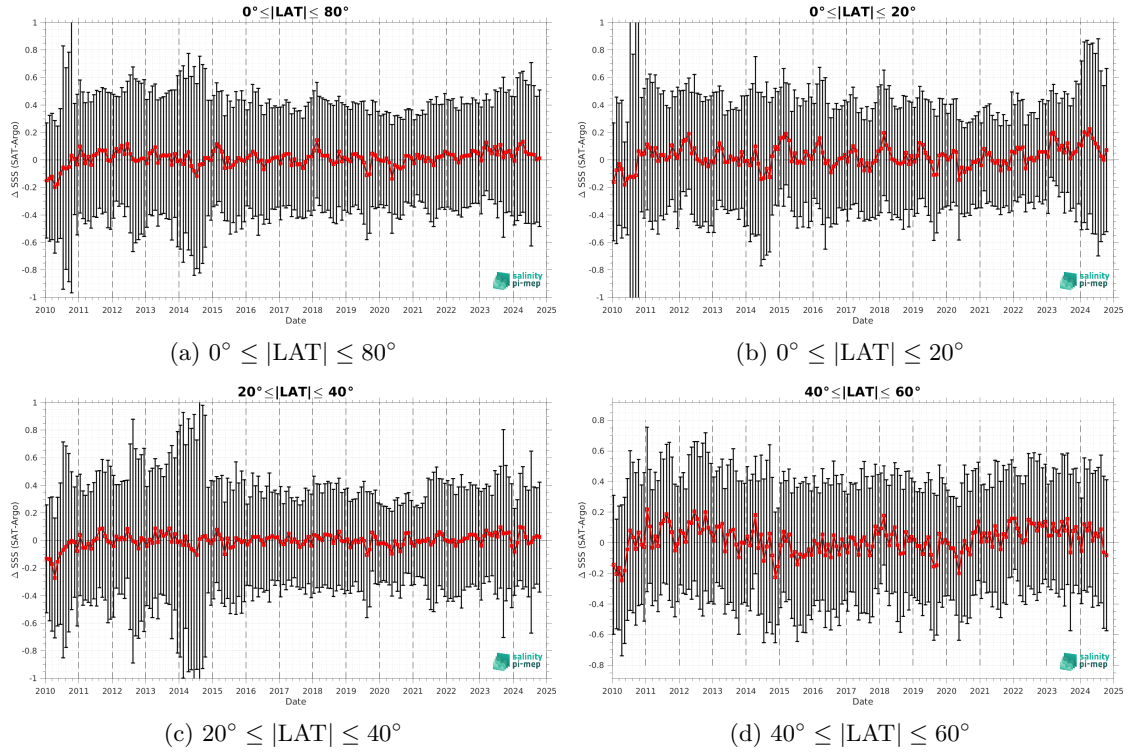 0°≤|LAT|≤ 80°
1
0.8
0.6
0.4
0.2
0
-0.2
-0.4
-0.6
-0.8
-1
Δ SSS (SAT-Argo)
2010 2011 2012 2013 2014 2015 2016 2017 2018 2019 2020 2021 2022 2023 2024 2025
Date
salinity
pi-mep
(a) 0° ≤ |LAT| ≤ 80°
0°≤|LAT|≤ 20°
1
0.8
0.6
0.4
0.2
0
-0.2
-0.4
-0.6
-0.8
-1
Δ SSS (SAT-Argo)
2010 2011 2012 2013 2014 2015 2016 2017 2018 2019 2020 2021 2022 2023 2024 2025
Date
salinity
pi-mep
(b) 0° ≤ |LAT| ≤ 20°
20°≤|LAT|≤ 40°
1
0.8
0.6
0.4
0.2
0
-0.2
-0.4
-0.6
-0.8
-1
Δ SSS (SAT-Argo)
2010 2011 2012 2013 2014 2015 2016 2017 2018 2019 2020 2021 2022 2023 2024 2025
Date
salinity
pi-mep
(c) 20° ≤ |LAT| ≤ 40°
40°≤|LAT|≤ 60°
0.8
0.6
0.4
0.2
0
-0.2
-0.4
-0.6
-0.8
Δ SSS (SAT-Argo)
2010 2011 2012 2013 2014 2015 2016 2017 2018 2019 2020 2021 2022 2023 2024 2025
Date
salinity
pi-mep
(d) 40° ≤ |LAT| ≤ 60°